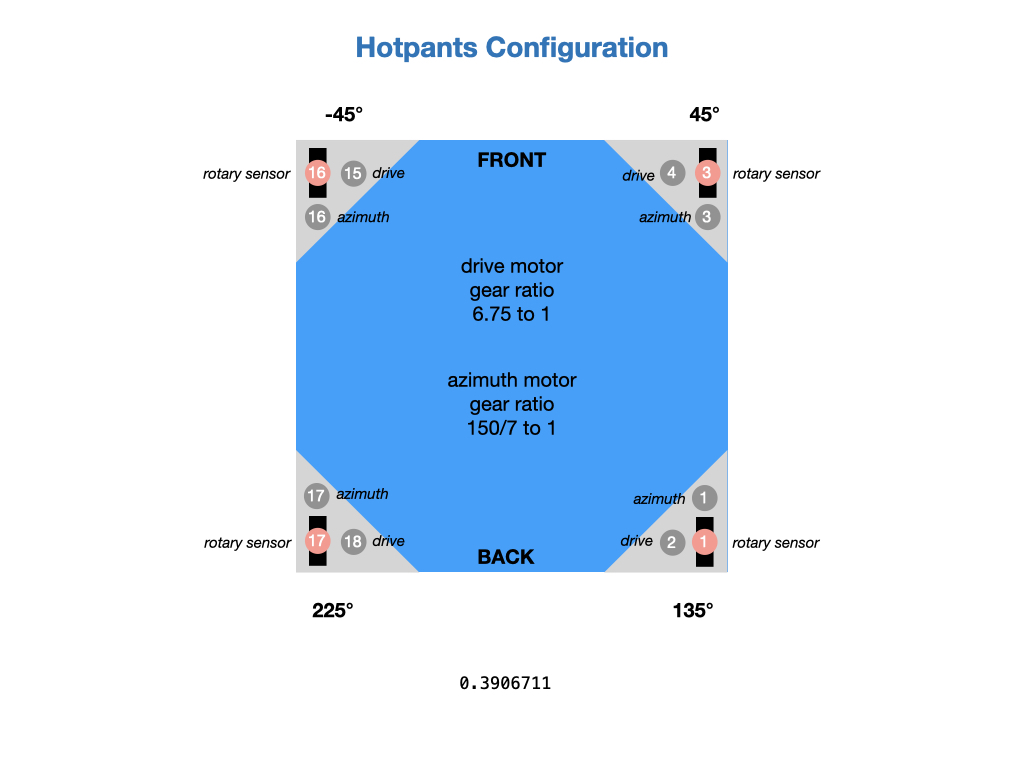 Hotpants Configuration
-45° 45°
FRONT
rotary sensor 16 15 drive drive 4 3 rotary sensor
16 azimuth azimuth 3
drive motor
gear ratio
6.75 to 1
azimuth motor
gear ratio
150/7 to 1
17 azimuth azimuth 1
rotary sensor 17 18 drive drive 2 1 rotary sensor
BACK
225° 135°
0.3906711